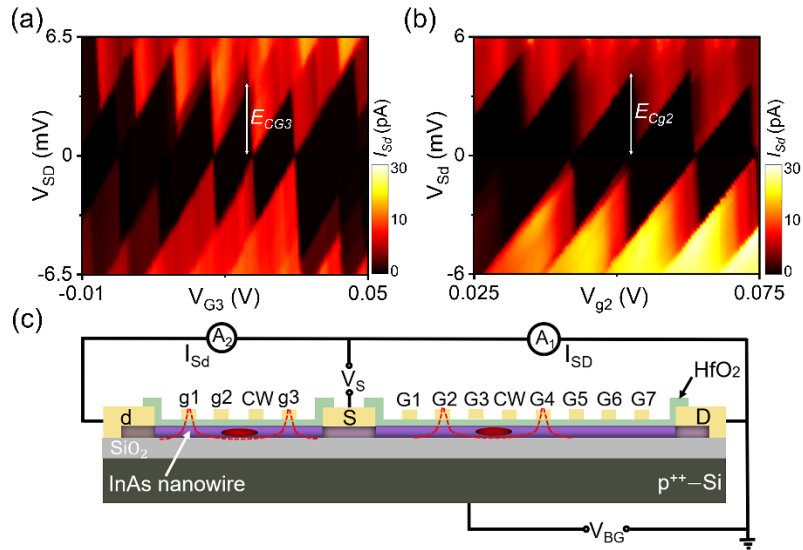 (a)
6.5
V_SD (mV)
0
-6.5
-0.01
V_G3 (V)
0.05
E_CG3
I_Sd (pA)
30
10
0
(b)
6
V_Sd (mV)
0
-6
0.025
V_g2 (V)
0.075
E_Cg2
I_Sd (pA)
30
10
0
(c)
A₂
A₁
I_Sd
I_SD
V_S
HfO₂
g1 g2 CW g3
G1 G2 G3 CW G4 G5 G6 G7
d
S
D
SiO₂
InAs nanowire
p⁺⁺–Si
V_BG